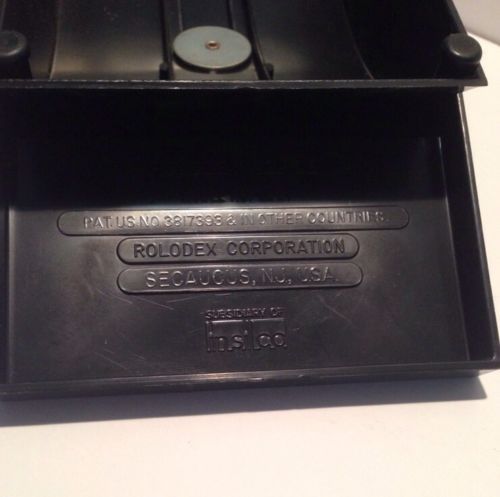 PAT. US NO. 3817393 & IN OTHER COUNTRIES.
ROLODEX CORPORATION
SECAUCUS, NJ, USA.
SUBSIDIARY OF
Insilco